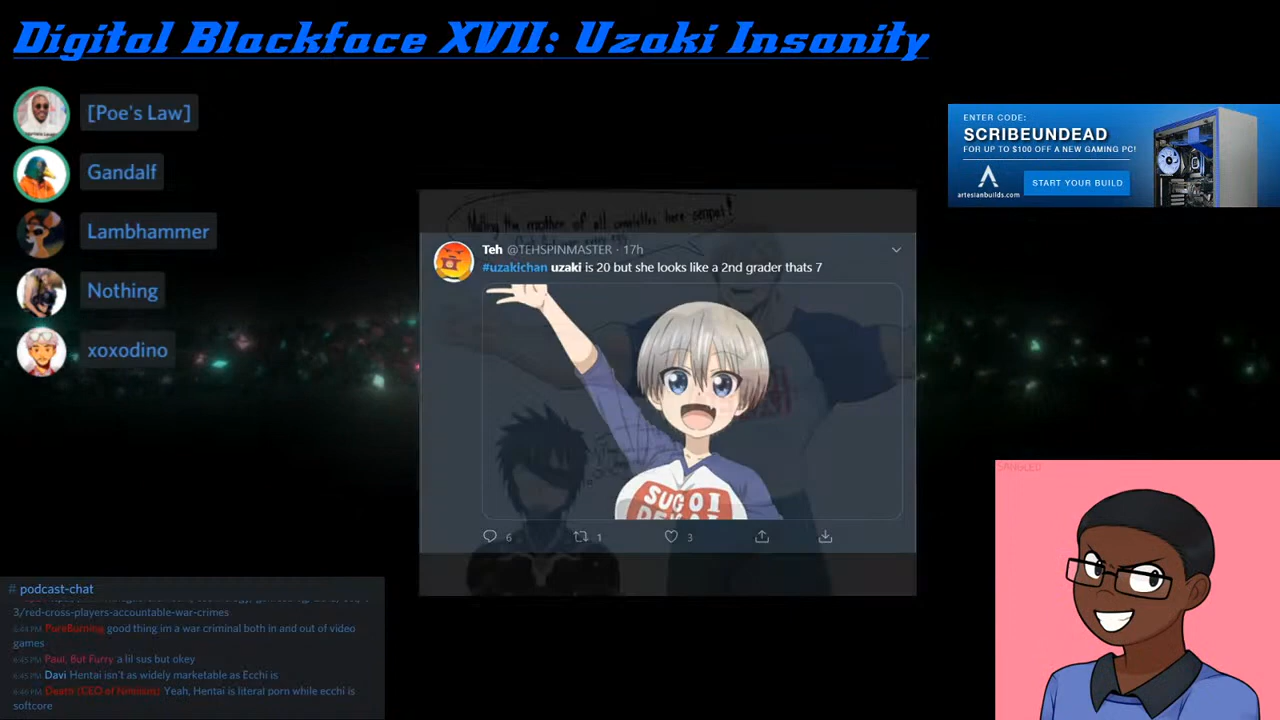 Digital Blackface XVII: Uzaki Insanity
[Poe's Law]
Gandalf
Lambhammer
Nothing
xoxodino
ENTER CODE:
SCRIBEUNDEAD
FOR UP TO $100 OFF A NEW GAMING PC!
artesianbuilds.com
START YOUR BUILD
Teh @TEHSPINMASTER · 17h
#uzakichan uzaki is 20 but she looks like a 2nd grader thats 7
SUGOI
6
1
3
# podcast-chat
3/red-cross-players-accountable-war-crimes
6:44 PM PureBurning good thing im a war criminal both in and out of video
games
6:45 PM Paul, But Furry a lil sus but okey
6:45 PM Davi Hentai isn't as widely marketable as Ecchi is
6:46 PM Death (CEO of Nihilism) Yeah, Hentai is literal porn while ecchi is
softcore